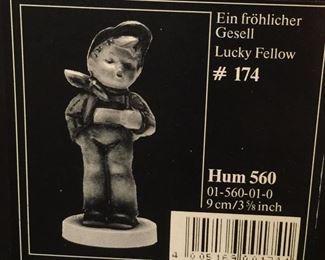 Ein fröhlicher
Gesell
Lucky Fellow
# 174
Hum 560
01-560-01-0
9 cm/3 ⅝ inch